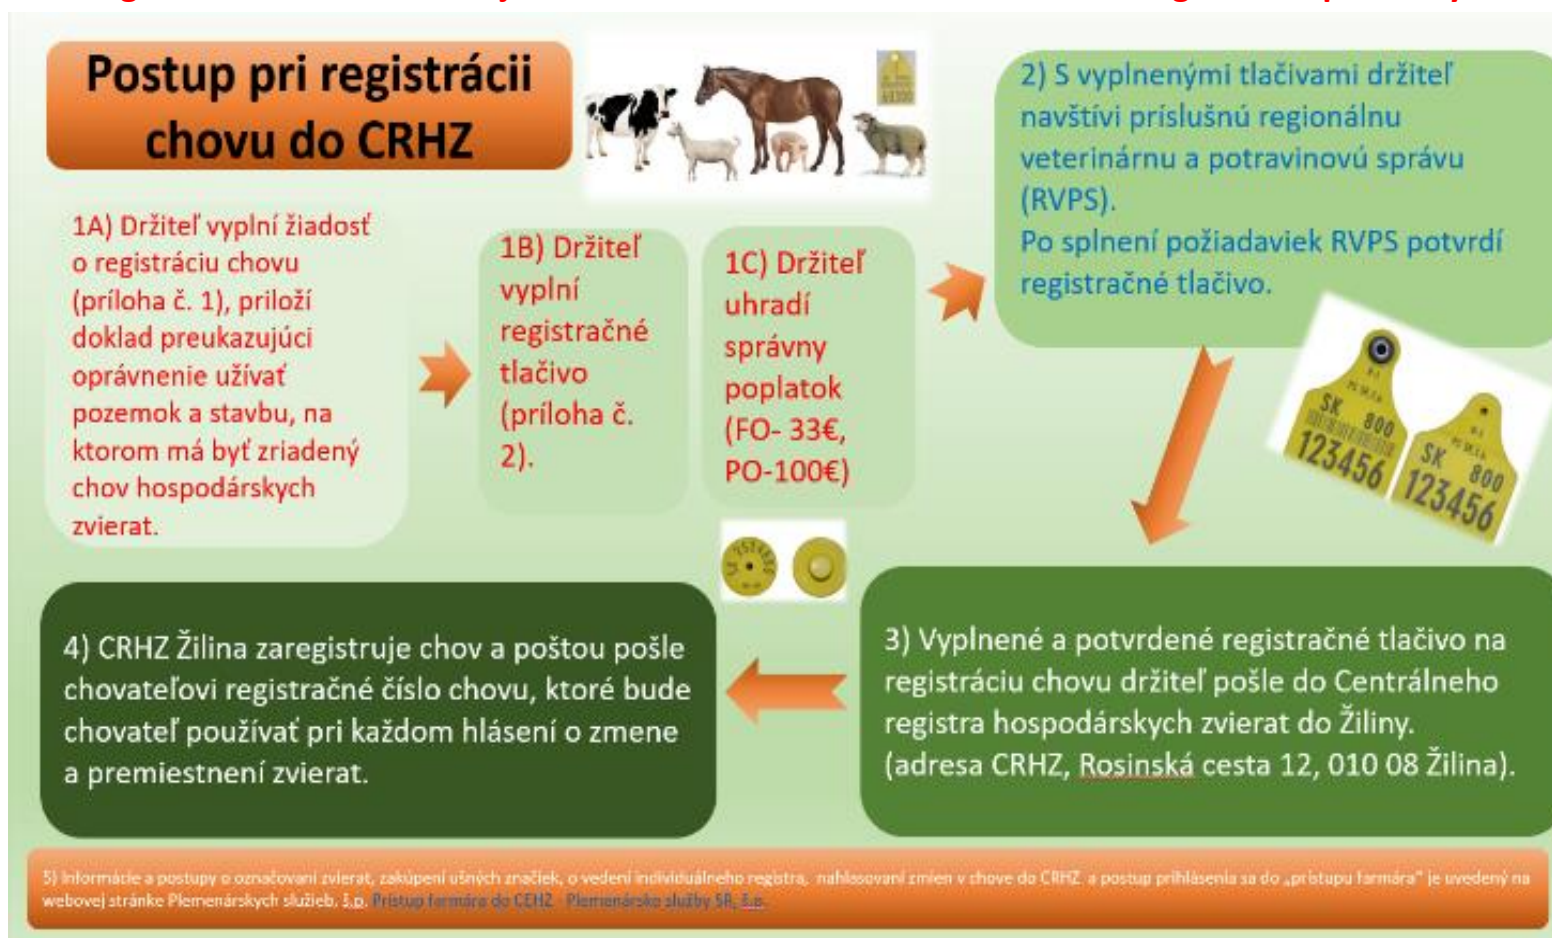 Postup pri registrácii
chovu do CRHZ
1A) Držiteľ vyplní žiadosť
o registráciu chovu
(príloha č. 1), priloží
doklad preukazujúci
oprávnenie užívať
pozemok a stavbu, na
ktorom má byť zriadený
chov hospodárskych
zvierat.
1B) Držiteľ
vyplní
registračné
tlačivo
(príloha č.
2).
1C) Držiteľ
uhradí
správny
poplatok
(FO- 33€,
PO-100€)
2) S vyplnenými tlačivami držiteľ
navštívi príslušnú regionálnu
veterinárnu a potravinovú správu
(RVPS).
Po splnení požiadaviek RVPS potvrdí
registračné tlačivo.
SK 800
123456
SK 800
123456
3) Vyplnené a potvrdené registračné tlačivo na
registráciu chovu držiteľ pošle do Centrálneho
registra hospodárskych zvierat do Žiliny.
(adresa CRHZ, Rosinská cesta 12, 010 08 Žilina).
4) CRHZ Žilina zaregistruje chov a poštou pošle
chovateľovi registračné číslo chovu, ktoré bude
chovateľ používať pri každom hlásení o zmene
a premiestnení zvierat.
5) Informácie a postupy o označovaní zvierat, zakúpení ušných značiek, o vedení individuálneho registra, nahlasovaní zmien v chove do CRHZ a postup prihlásenia sa do „prístupu farmára" je uvedený na
webovej stránke Plemenárskych služieb, š.p. Prístup farmára do CEHZ - Plemenárske služby SR, š.p.